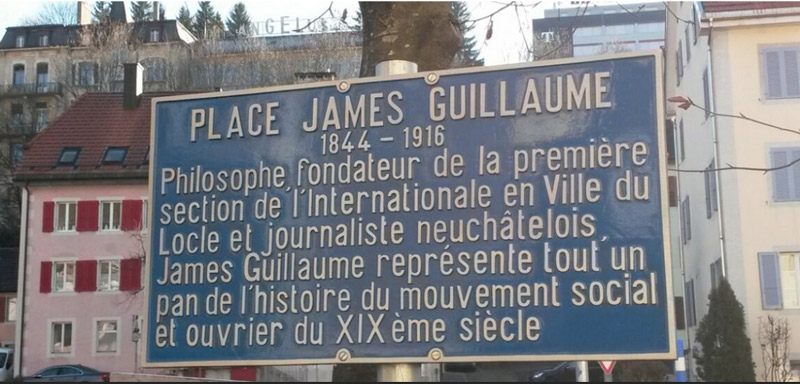 ANGELUS
PLACE JAMES GUILLAUME
1844 – 1916
Philosophe, fondateur de la première
section de l'Internationale en Ville du
Locle et journaliste neuchâtelois,
James Guillaume représente tout un
pan de l'histoire du mouvement social
et ouvrier du XIXème siècle